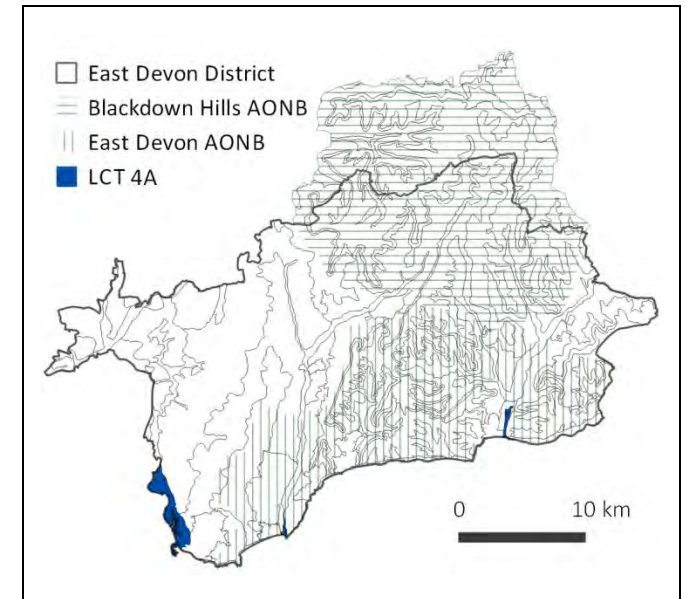 East Devon District
Blackdown Hills AONB
East Devon AONB
LCT 4A
0 10 km